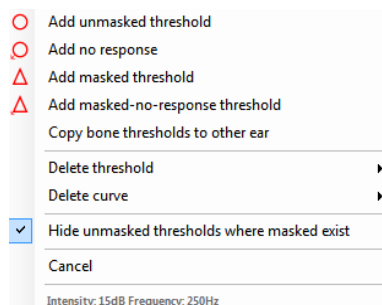 Add unmasked threshold
Add no response
Add masked threshold
Add masked-no-response threshold
Copy bone thresholds to other ear
Delete threshold
Delete curve
Hide unmasked thresholds where masked exist
Cancel
Intensity: 15dB Frequency: 250Hz